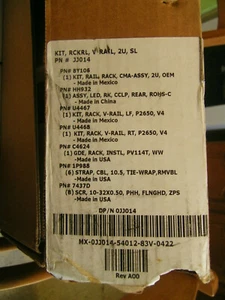 KIT, RCKRL, V RAIL, 2U, SL
PN # JJ014
PN# BY108
(1) KIT, RAIL, RACK, CMA-ASSY, 2U, OEM
Made in Mexico
PN# HH932
(1) ASSY, LED, RK, CCLP, REAR, ROHS-C
Made in China
PN# U4467
(1) KIT, RACK, V-RAIL, LF, P2650, V4
Made in Mexico
PN# U4468
(1) KIT, RACK, V-RAIL, RT, P2650, V4
Made in Mexico
PN# C4624
(1) GDE, RACK, INSTL, PV114T, WW
Made in USA
PN# 1P988
(6) STRAP, CBL, 10.5, TIE-WRAP,RMVBL
Made in USA
PN# 7437D
(8) SCR, 10-32X0.50, PHH, FLNGHD, ZPS
Made in USA
DP/N 0JJ014
MX-0JJ014-54012-83V-0422
Rev A00